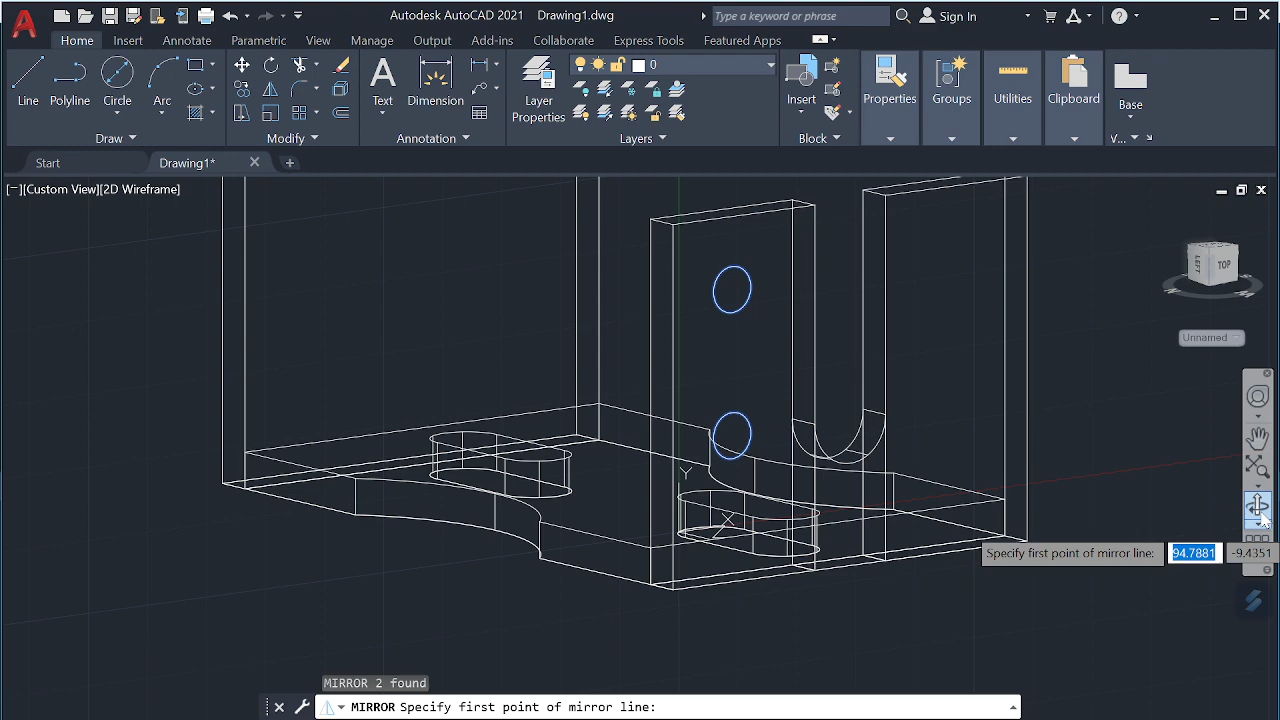 Autodesk AutoCAD 2021 Drawing1.dwg
Type a keyword or phrase
Sign In
Home Insert Annotate Parametric View Manage Output Add-ins Collaborate Express Tools Featured Apps
Line Polyline Circle Arc
Text Dimension
Layer
Properties
0
Insert
Properties
Groups
Utilities
Clipboard
Base
Draw Modify Annotation Layers Block V...
Start Drawing1*
[−][Custom View][2D Wireframe]
LEFT TOP
Unnamed
Y
X
Specify first point of mirror line: 94.7881 -9.4351
MIRROR 2 found
MIRROR Specify first point of mirror line: